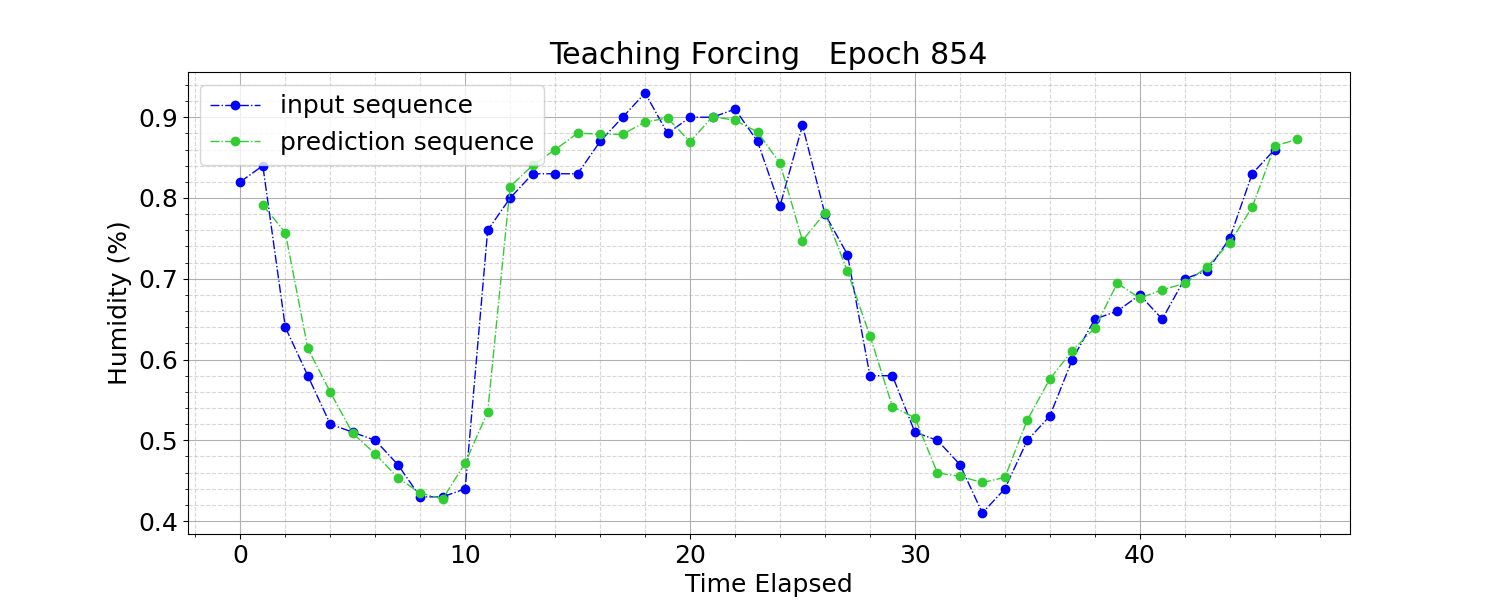 Teaching Forcing   Epoch 854
input sequence
prediction sequence
Humidity (%)
0.9
0.8
0.7
0.6
0.5
0.4
0 10 20 30 40
Time Elapsed